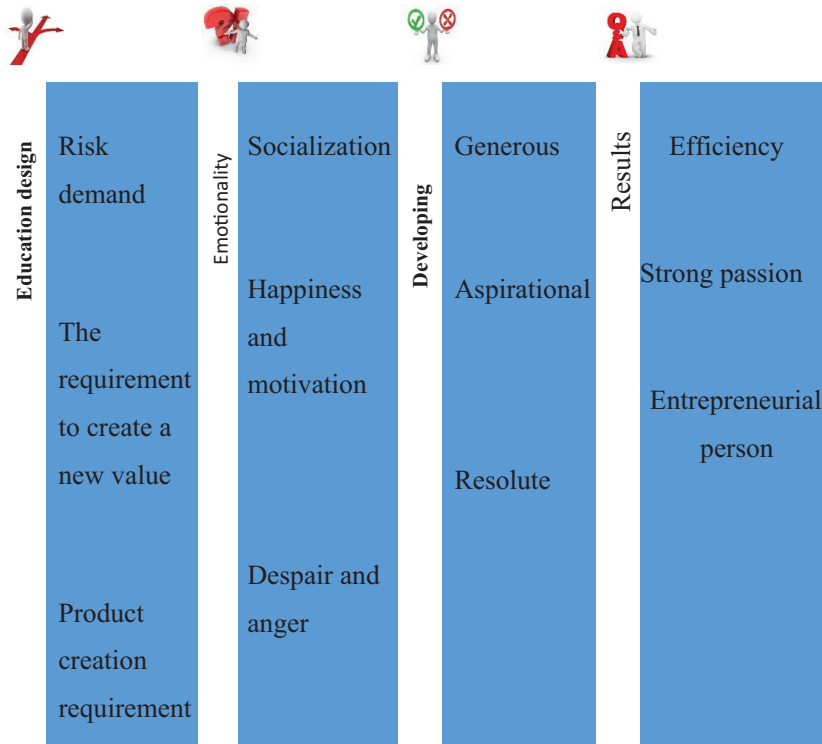 Education design
Risk
demand
The
requirement
to create a
new value
Product
creation
requirement
Emotionality
Socialization
Happiness
and
motivation
Despair and
anger
Developing
Generous
Aspirational
Resolute
Results
Efficiency
Strong passion
Entrepreneurial
person